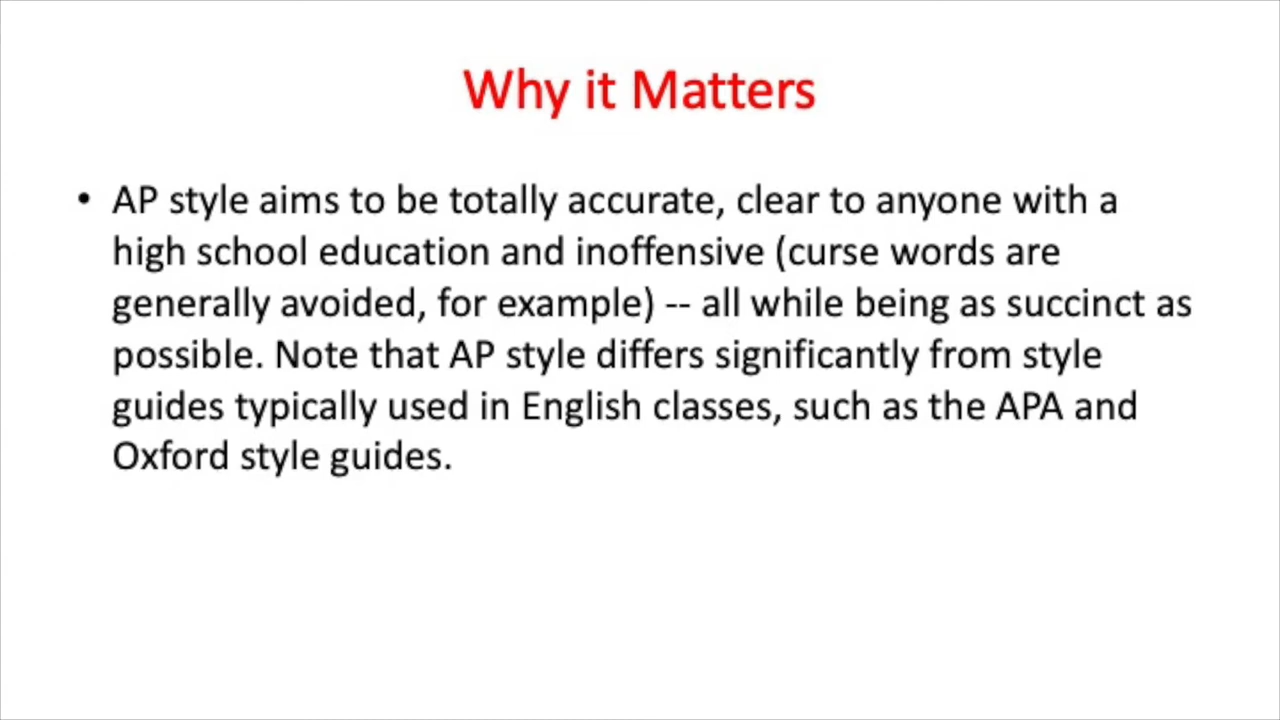 Why it Matters
• AP style aims to be totally accurate, clear to anyone with a
high school education and inoffensive (curse words are
generally avoided, for example) -- all while being as succinct as
possible. Note that AP style differs significantly from style
guides typically used in English classes, such as the APA and
Oxford style guides.